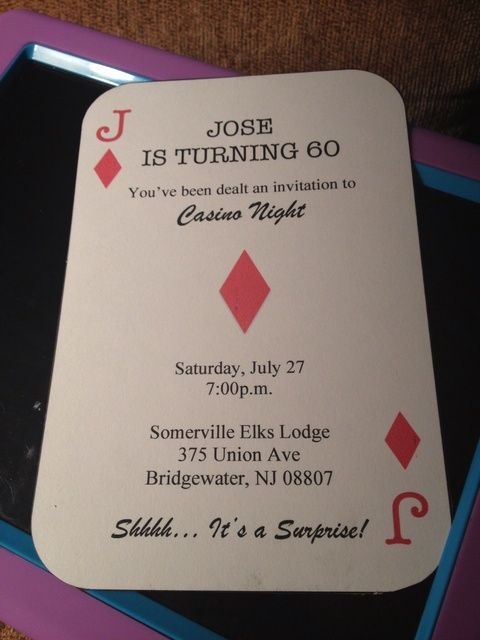 J
JOSE
IS TURNING 60
You've been dealt an invitation to
Casino Night
Saturday, July 27
7:00p.m.
Somerville Elks Lodge
375 Union Ave
Bridgewater, NJ 08807
Shhhh... It's a Surprise!
J